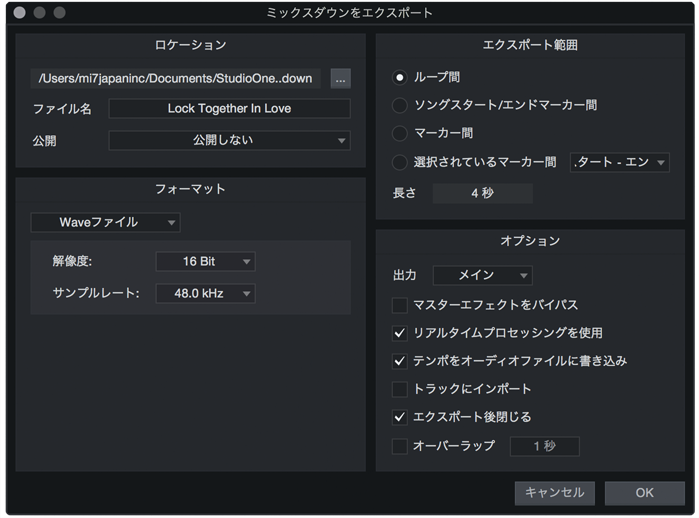 ミックスダウンをエクスポート
ロケーション
/Users/mi7japaninc/Documents/StudioOne..down
...
ファイル名
Lock Together In Love
公開
公開しない
フォーマット
Waveファイル
解像度:
16 Bit
サンプルレート:
48.0 kHz
エクスポート範囲
ループ間
ソングスタート/エンドマーカー間
マーカー間
選択されているマーカー間
.タート - エン
長さ
4 秒
オプション
出力
メイン
マスターエフェクトをバイパス
リアルタイムプロセッシングを使用
テンポをオーディオファイルに書き込み
トラックにインポート
エクスポート後閉じる
オーバーラップ
1 秒
キャンセル
OK